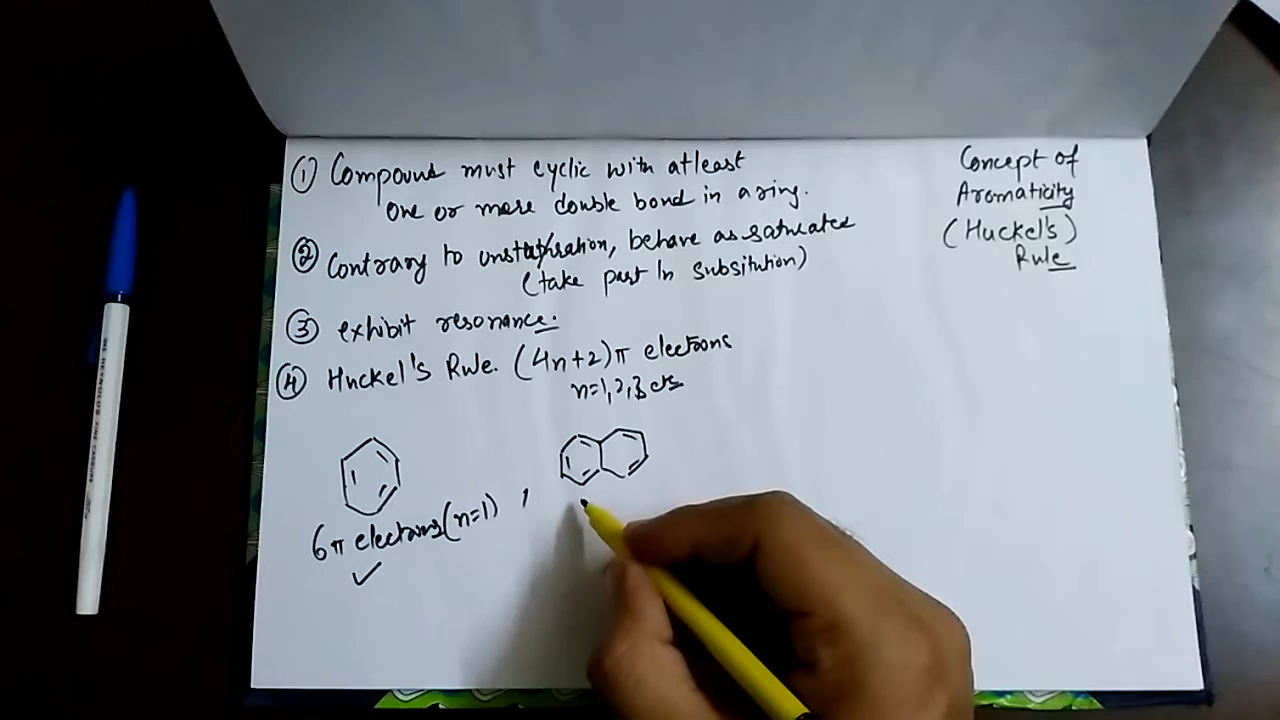 ① Compound must cyclic with atleast
one or more double bond in a ring.
② Contrary to unsturation, behave as saturated
(take part in subsitution)
③ exhibit resonance.
④ Huckel's Rule. (4n+2)π electrons
n=1,2,3 etc
6π electrons (n=1) ,
✓
Concept of
Aromaticity
(Huckel's)
Rule